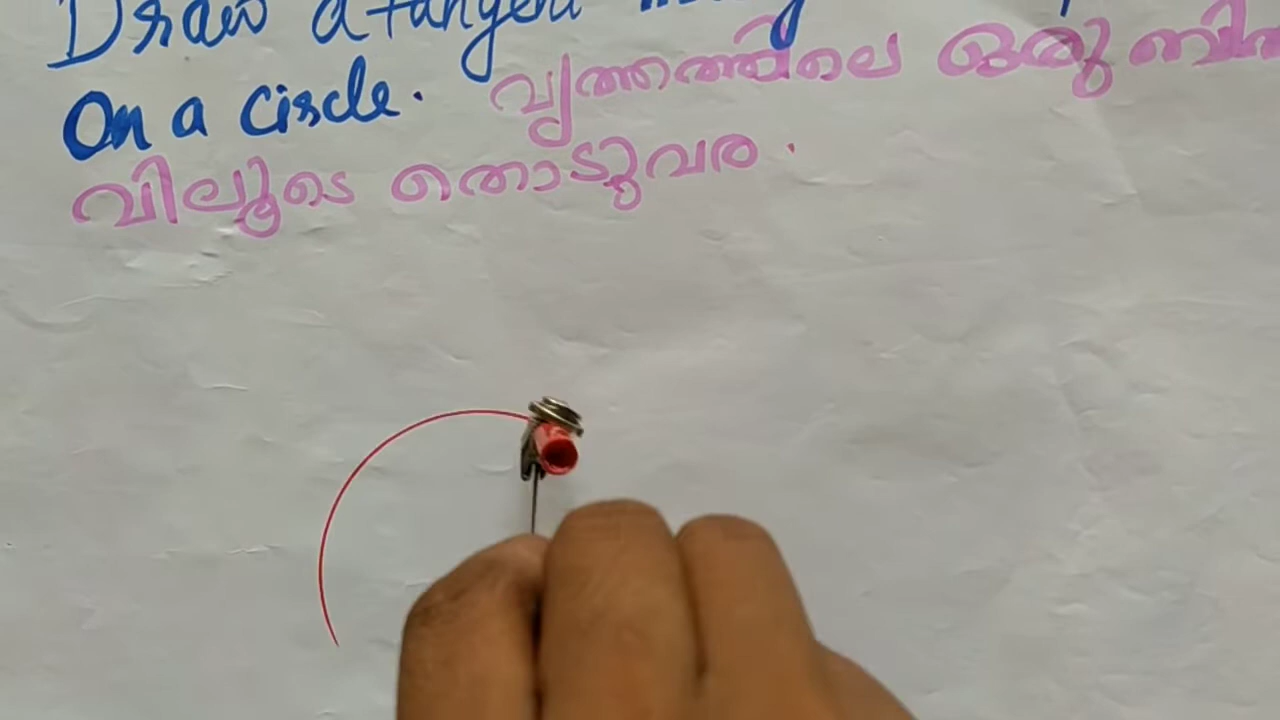 Draw a tangent
On a circle. വൃത്തത്തിലെ ഒരു
വിലൂടെ തൊടുവര.